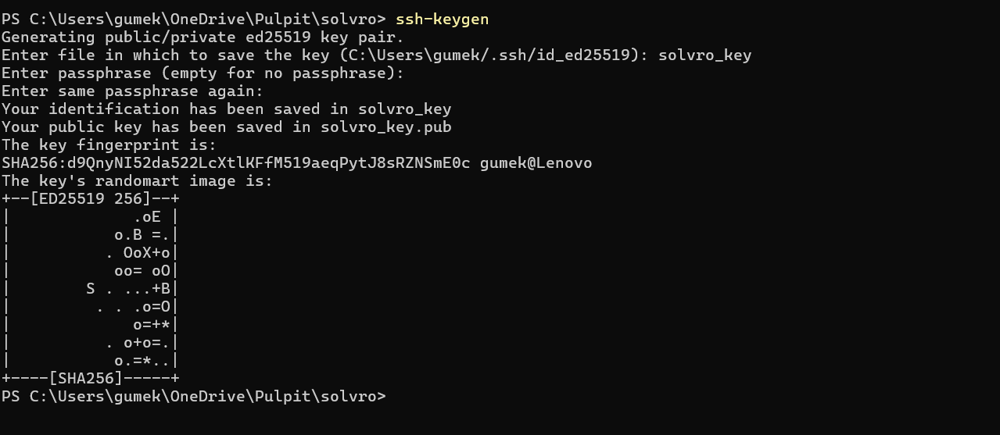 PS C:\Users\gumek\OneDrive\Pulpit\solvro> ssh-keygen
Generating public/private ed25519 key pair.
Enter file in which to save the key (C:\Users\gumek/.ssh/id_ed25519): solvro_key
Enter passphrase (empty for no passphrase):
Enter same passphrase again:
Your identification has been saved in solvro_key
Your public key has been saved in solvro_key.pub
The key fingerprint is:
SHA256:d9QnyNI52da522LcXtlKFfM519aeqPytJ8sRZNSmE0c gumek@Lenovo
The key's randomart image is:
+--[ED25519 256]--+
|             .oE |
|           o.B =.|
|          . OoX+o|
|           oo= oO|
|        S . ...+B|
|         . . .o=O|
|             o=+*|
|          . o+o=.|
|           o.=*..|
+----[SHA256]-----+
PS C:\Users\gumek\OneDrive\Pulpit\solvro>